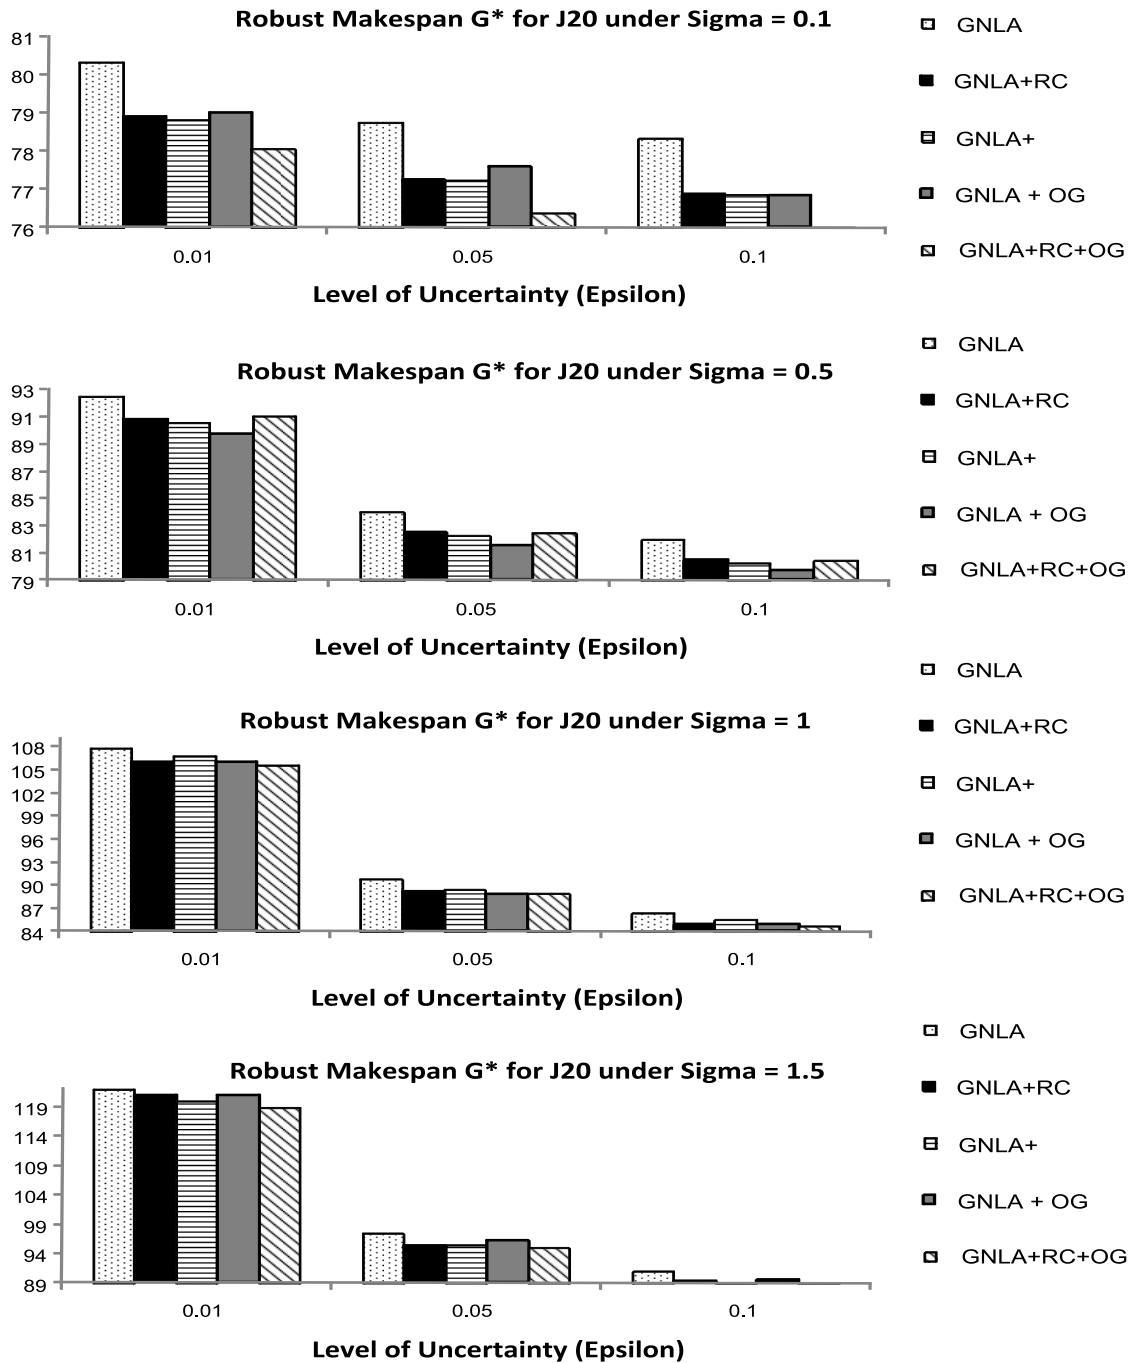 Robust Makespan G* for J20 under Sigma = 0.1
81
80
79
78
77
76
0.01
0.05
0.1
Level of Uncertainty (Epsilon)
GNLA
GNLA+RC
GNLA+
GNLA + OG
GNLA+RC+OG
Robust Makespan G* for J20 under Sigma = 0.5
93
91
89
87
85
83
81
79
0.01
0.05
0.1
Level of Uncertainty (Epsilon)
GNLA
GNLA+RC
GNLA+
GNLA + OG
GNLA+RC+OG
Robust Makespan G* for J20 under Sigma = 1
108
105
102
99
96
93
90
87
84
0.01
0.05
0.1
Level of Uncertainty (Epsilon)
GNLA
GNLA+RC
GNLA+
GNLA + OG
GNLA+RC+OG
Robust Makespan G* for J20 under Sigma = 1.5
119
114
109
104
99
94
89
0.01
0.05
0.1
Level of Uncertainty (Epsilon)
GNLA
GNLA+RC
GNLA+
GNLA + OG
GNLA+RC+OG